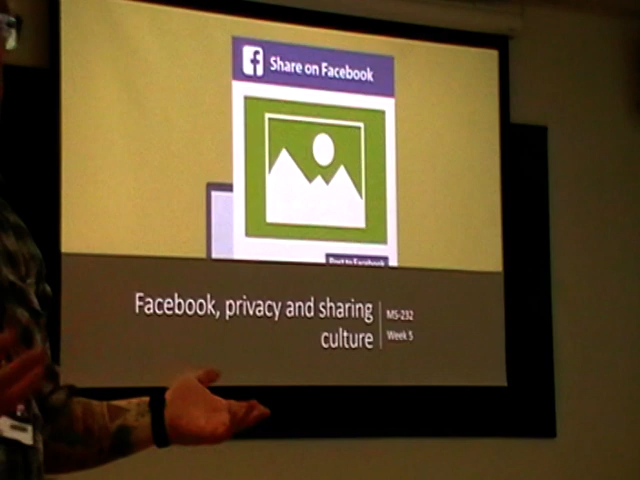 f Share on Facebook
Post to Facebook
Facebook, privacy and sharing
culture
MS-232
Week 5